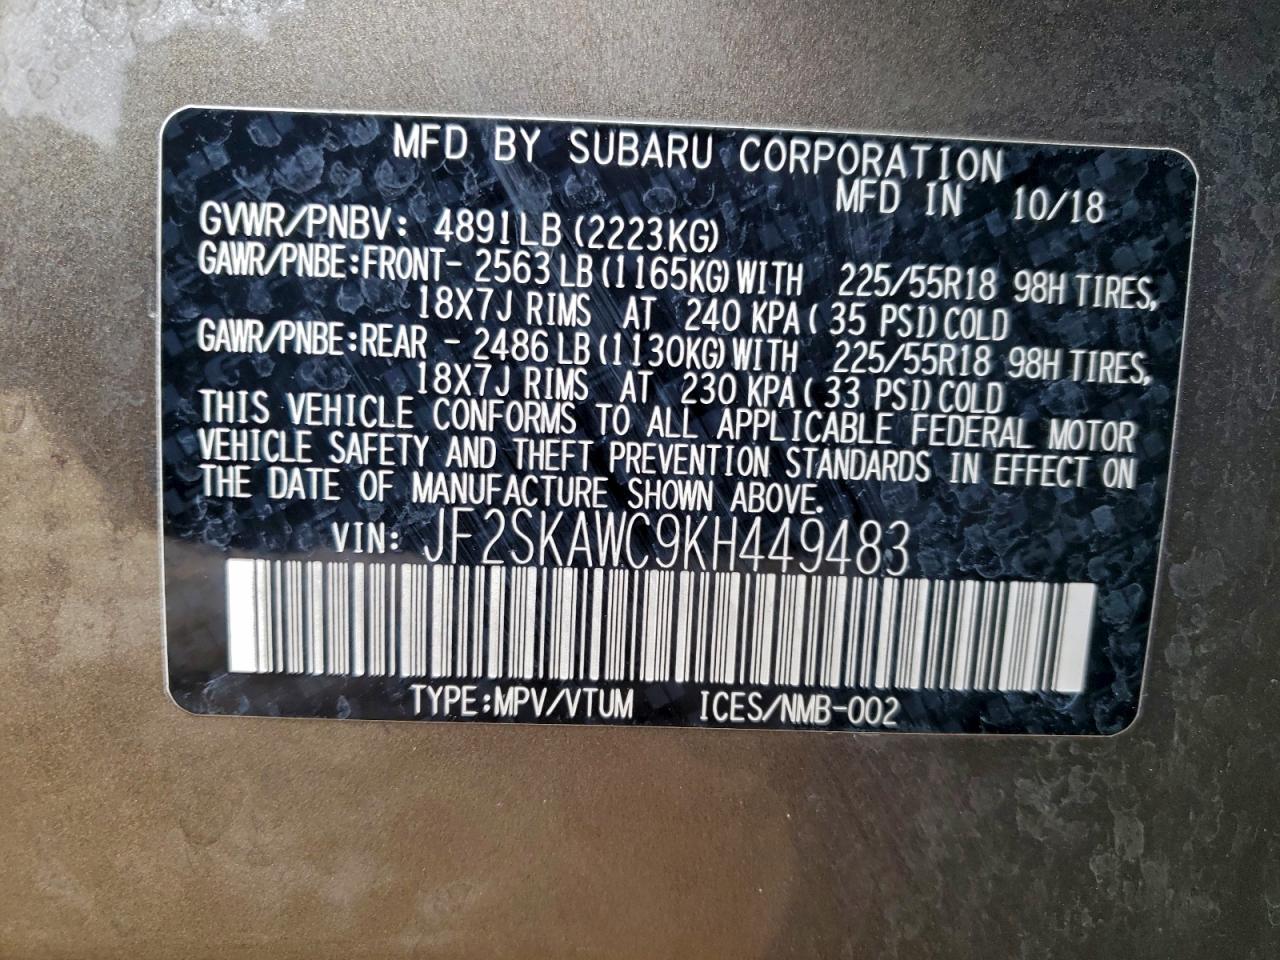 MFD BY SUBARU CORPORATION
MFD IN 10/18
GVWR/PNBV: 4891LB (2223KG)
GAWR/PNBE:FRONT- 2563 LB (1165KG) WITH 225/55R18 98H TIRES,
18X7J RIMS AT 240 KPA ( 35 PSI) COLD
GAWR/PNBE:REAR - 2486 LB (1130KG) WITH 225/55R18 98H TIRES,
18X7J RIMS AT 230 KPA ( 33 PSI) COLD
THIS VEHICLE CONFORMS TO ALL APPLICABLE FEDERAL MOTOR
VEHICLE SAFETY AND THEFT PREVENTION STANDARDS IN EFFECT ON
THE DATE OF MANUFACTURE SHOWN ABOVE.
VIN: JF2SKAWC9KH449483
TYPE:MPV/VTUM ICES/NMB-002